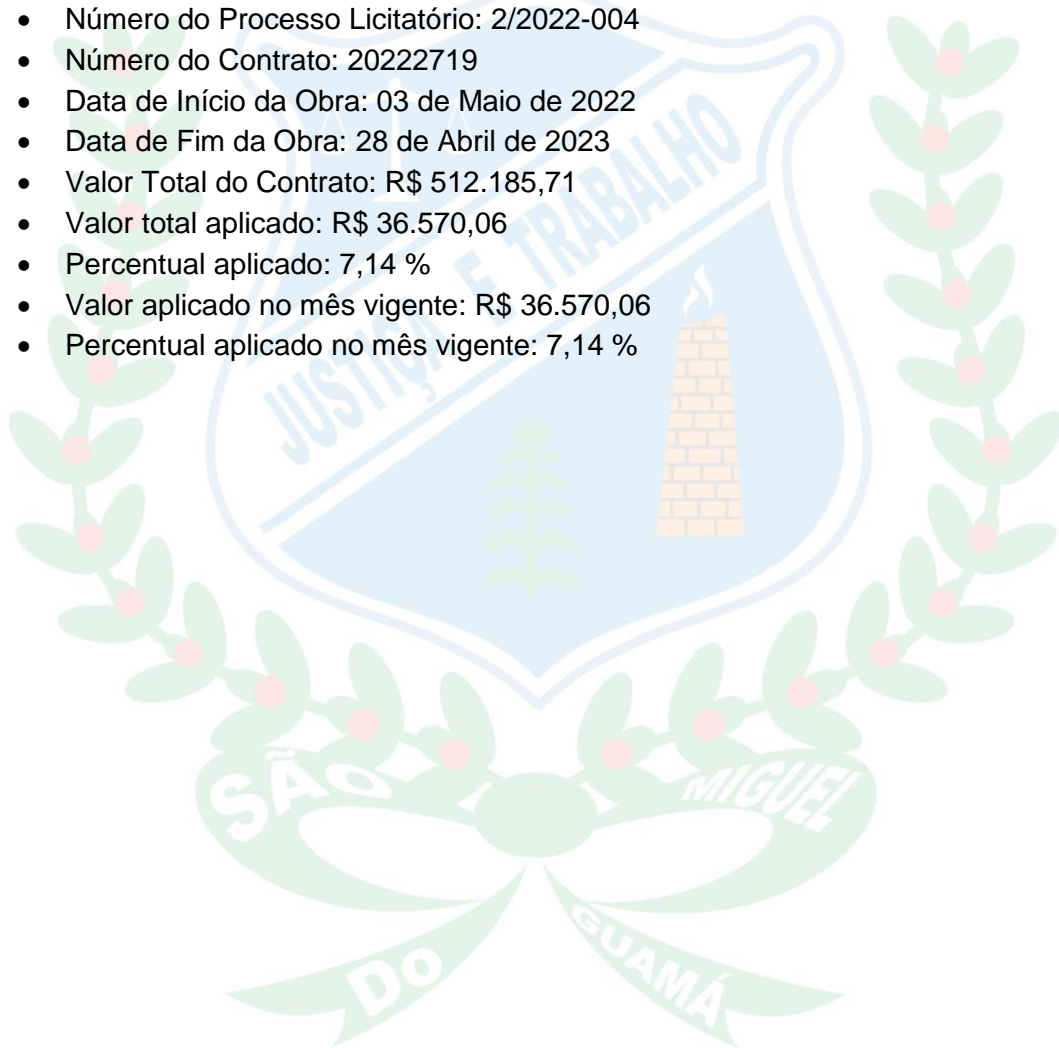 • Número do Processo Licitatório: 2/2022-004
• Número do Contrato: 20222719
• Data de Início da Obra: 03 de Maio de 2022
• Data de Fim da Obra: 28 de Abril de 2023
• Valor Total do Contrato: R$ 512.185,71
• Valor total aplicado: R$ 36.570,06
• Percentual aplicado: 7,14 %
• Valor aplicado no mês vigente: R$ 36.570,06
• Percentual aplicado no mês vigente: 7,14 %
JUSTIÇA E TRABALHO
SÃO MIGUEL
DO GUAMÁ